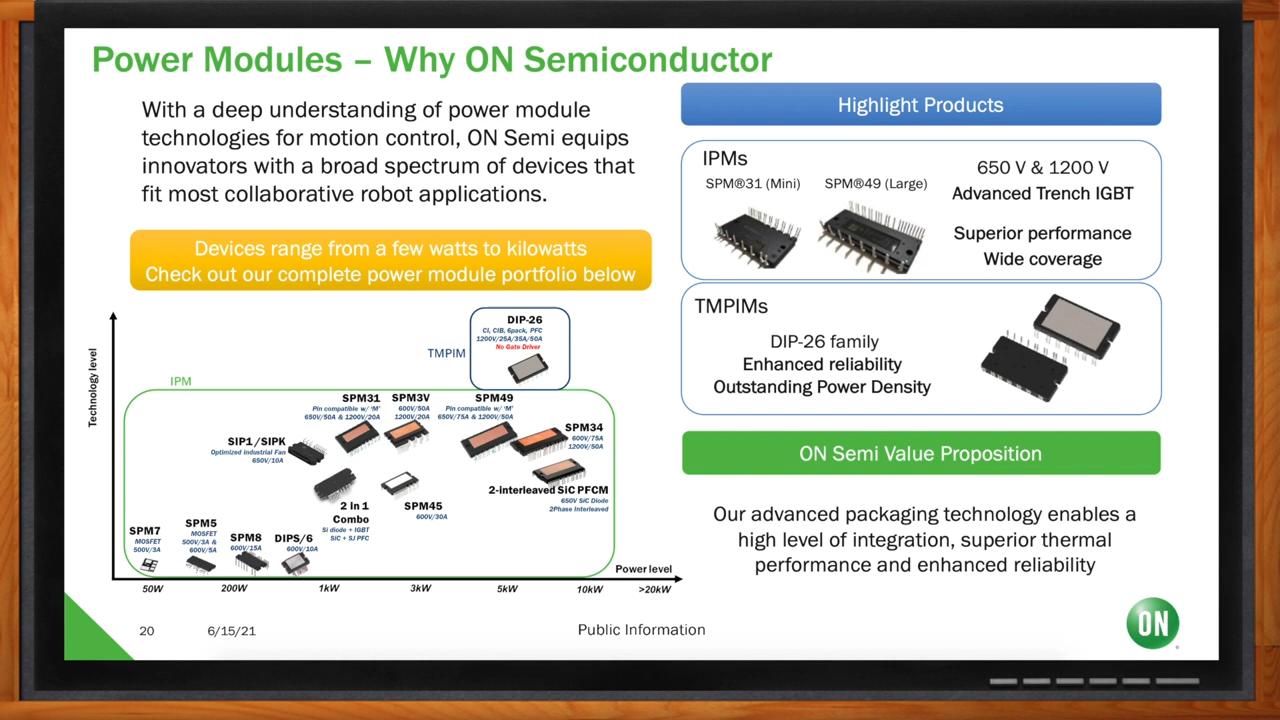 Power Modules – Why ON Semiconductor
With a deep understanding of power module
technologies for motion control, ON Semi equips
innovators with a broad spectrum of devices that
fit most collaborative robot applications.
Devices range from a few watts to kilowatts
Check out our complete power module portfolio below
Technology level
TMPIM
DIP-26
CI, CIB, 6pack, PFC
1200V/25A/35A/50A
No Gate Driver
IPM
SPM31
Pin compatible w/ 'M'
650V/50A & 1200V/20A
SPM3V
600V/50A
1200V/20A
SPM49
Pin compatible w/ 'M'
650V/75A & 1200V/50A
SPM34
600V/75A
1200V/50A
SIP1/SIPK
Optimized Industrial Fan
650V/10A
2 In 1
Combo
Si diode + IGBT
SiC + SJ PFC
SPM45
600V/30A
2-interleaved SiC PFCM
650V SiC Diode
2Phase Interleaved
SPM7
MOSFET
500V/3A
SPM5
MOSFET
500V/3A &
600V/5A
SPM8
600V/15A
DIPS/6
600V/10A
Power level
50W
200W
1kW
3kW
5kW
10kW
>20kW
Highlight Products
IPMs
SPM®31 (Mini)
SPM®49 (Large)
650 V & 1200 V
Advanced Trench IGBT
Superior performance
Wide coverage
TMPIMs
DIP-26 family
Enhanced reliability
Outstanding Power Density
ON Semi Value Proposition
Our advanced packaging technology enables a
high level of integration, superior thermal
performance and enhanced reliability
20
6/15/21
Public Information
ON